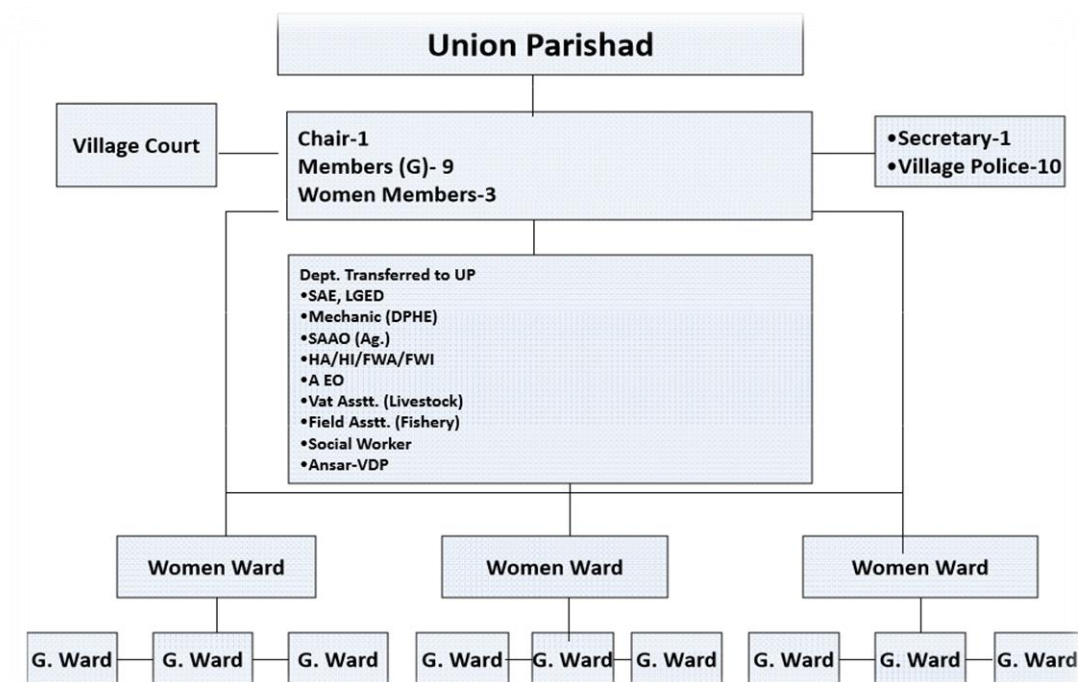 Union Parishad
Village Court
Chair-1
Members (G)- 9
Women Members-3
•Secretary-1
•Village Police-10
Dept. Transferred to UP
•SAE, LGED
•Mechanic (DPHE)
•SAAO (Ag.)
•HA/HI/FWA/FWI
•A EO
•Vat Asstt. (Livestock)
•Field Asstt. (Fishery)
•Social Worker
•Ansar-VDP
Women Ward
Women Ward
Women Ward
G. Ward
G. Ward
G. Ward
G. Ward
G. Ward
G. Ward
G. Ward
G. Ward
G. Ward